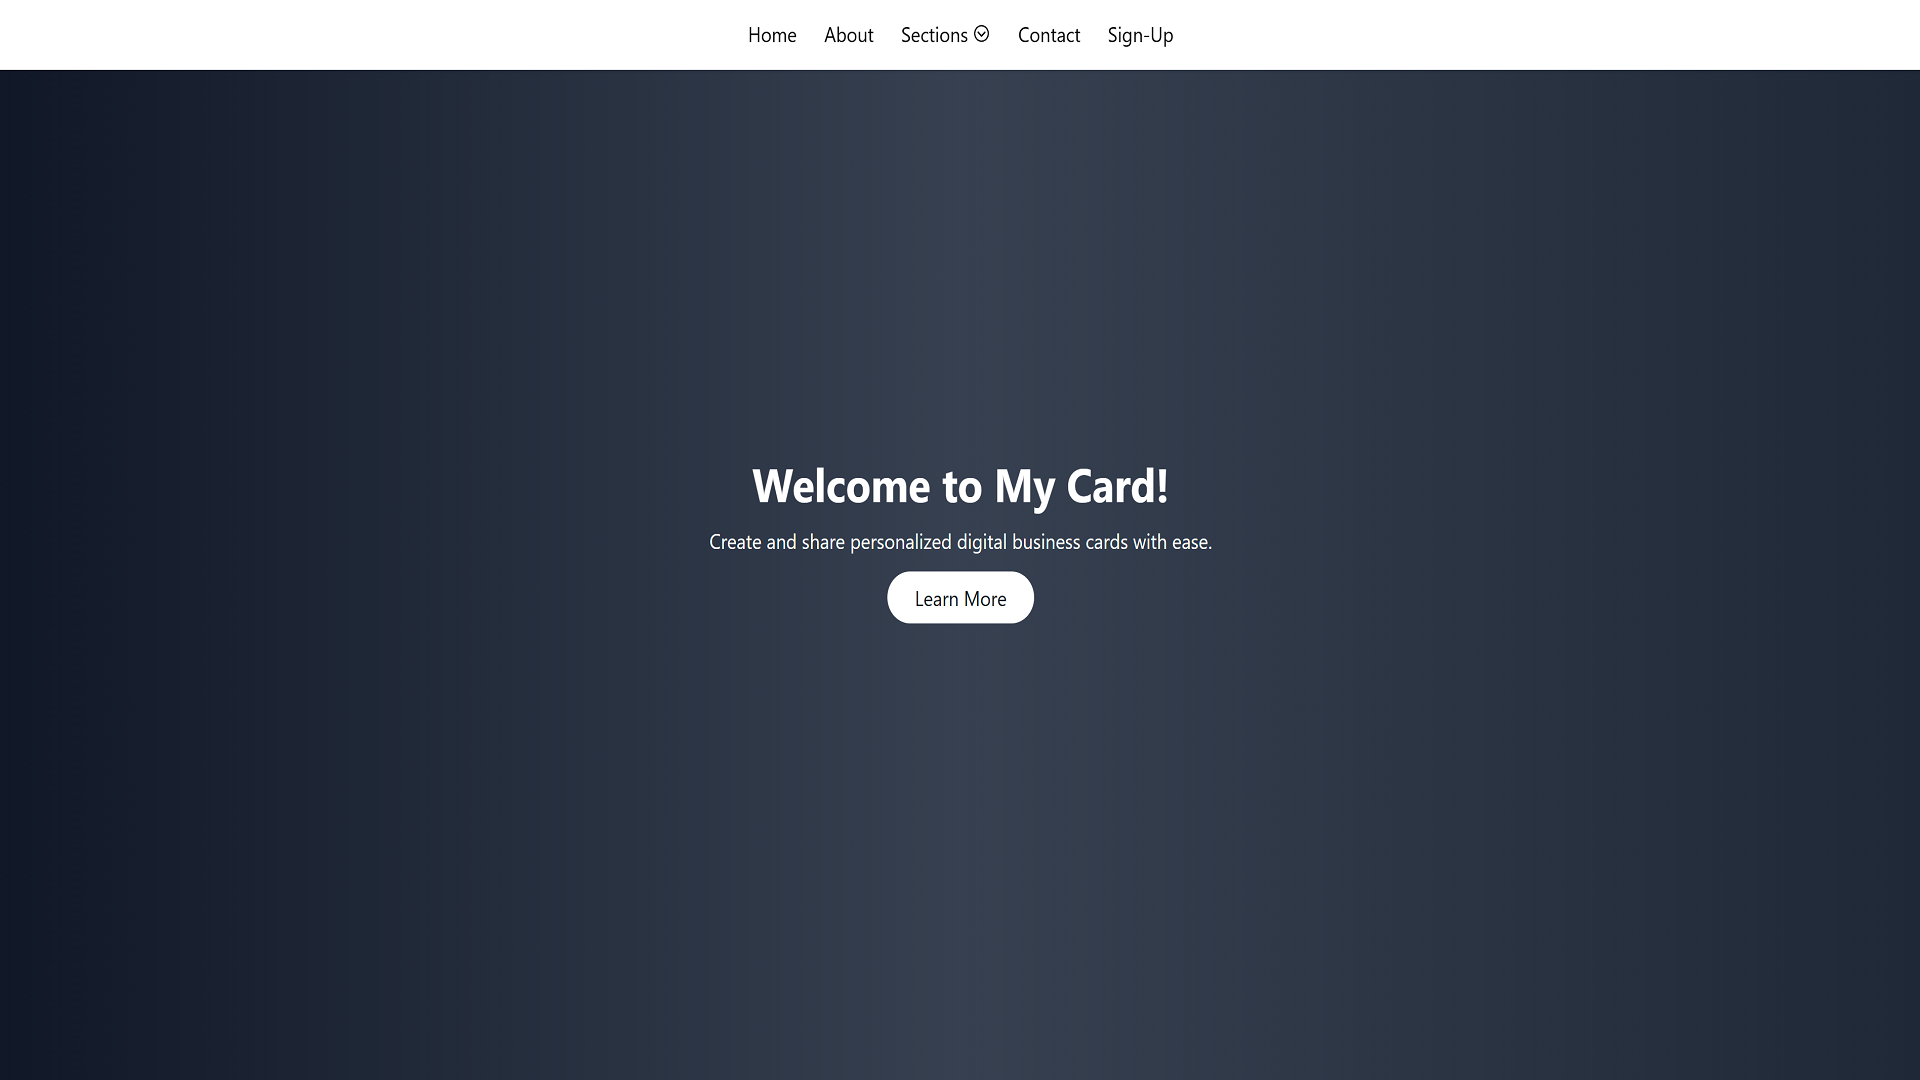 Home About Sections Contact Sign-Up
Welcome to My Card!
Create and share personalized digital business cards with ease.
Learn More